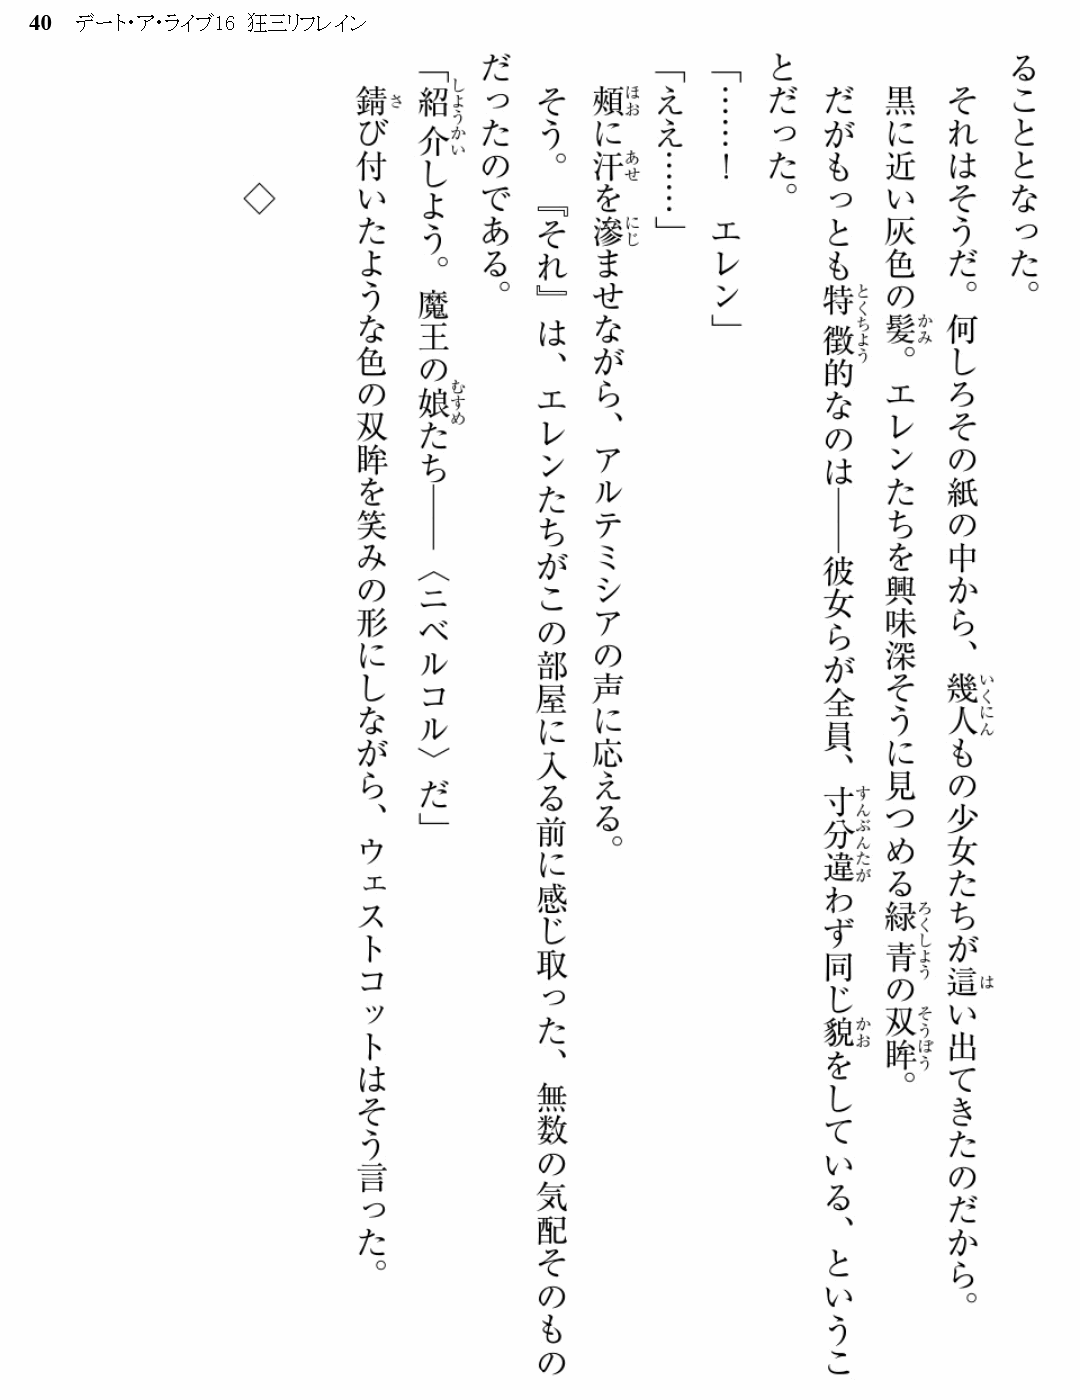 40 デート・ア・ライブ16 狂三リフレイン
ることとなった。
それはそうだ。何しろその紙の中から、幾人もの少女たちが這い出てきたのだから。
黒に近い灰色の髪。エレンたちを興味深そうに見つめる緑青の双眸。
だがもっとも特徴的なのは――彼女らが全員、寸分違わず同じ貌をしている、というこ
とだった。
「……！　エレン」
「ええ……」
頰に汗を滲ませながら、アルテミシアの声に応える。
そう。『それ』は、エレンたちがこの部屋に入る前に感じ取った、無数の気配そのもの
だったのである。
「紹介しよう。魔王の娘たち――〈ニベルコル〉だ」
錆び付いたような色の双眸を笑みの形にしながら、ウェストコットはそう言った。
◇